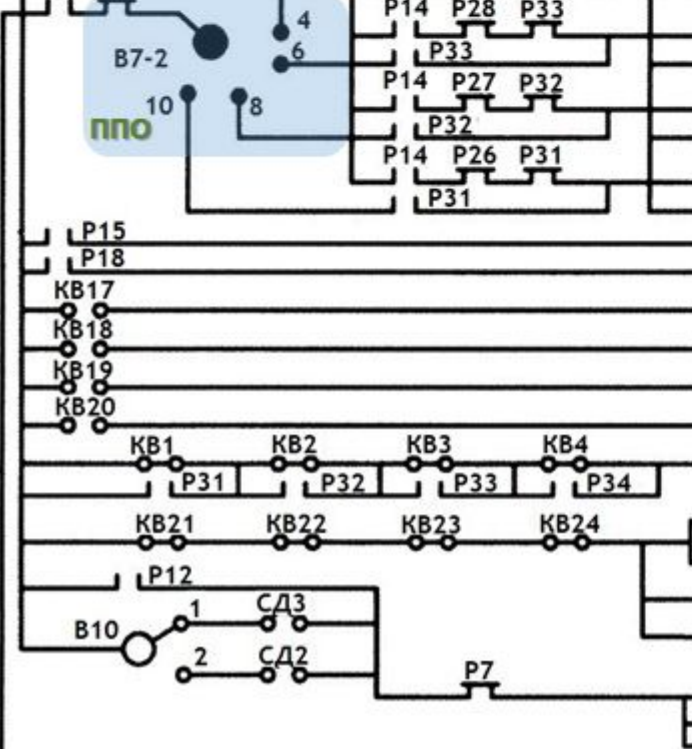 Р14 Р28 Р33
4
В7-2 6 Р33
Р14 Р27 Р32
10 8
ППО Р32
Р14 Р26 Р31
Р31
Р15
Р18
КВ17
КВ18
КВ19
КВ20
КВ1 КВ2 КВ3 КВ4
Р31 Р32 Р33 Р34
КВ21 КВ22 КВ23 КВ24
Р12
1 СД3
В10
2 СД2
Р7